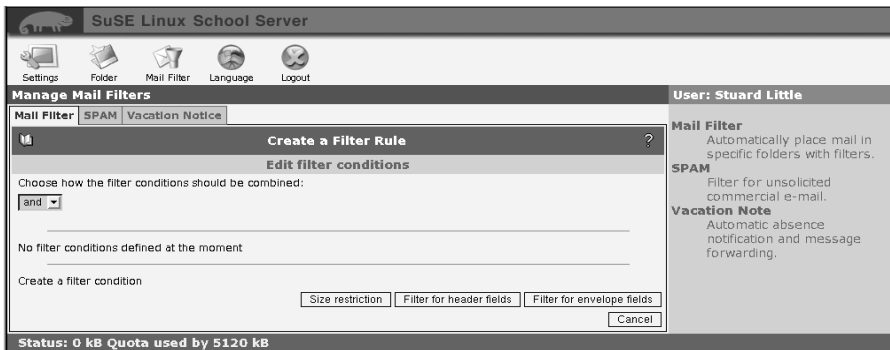 SuSE Linux School Server
Settings Folder Mail Filter Language Logout
Manage Mail Filters
User: Stuard Little
Mail Filter SPAM Vacation Notice
Create a Filter Rule ?
Edit filter conditions
Choose how the filter conditions should be combined:
and
No filter conditions defined at the moment
Create a filter condition
Size restriction Filter for header fields Filter for envelope fields
Cancel
Mail Filter
Automatically place mail in
specific folders with filters.
SPAM
Filter for unsolicited
commercial e-mail.
Vacation Note
Automatic absence
notification and message
forwarding.
Status: 0 kB Quota used by 5120 kB